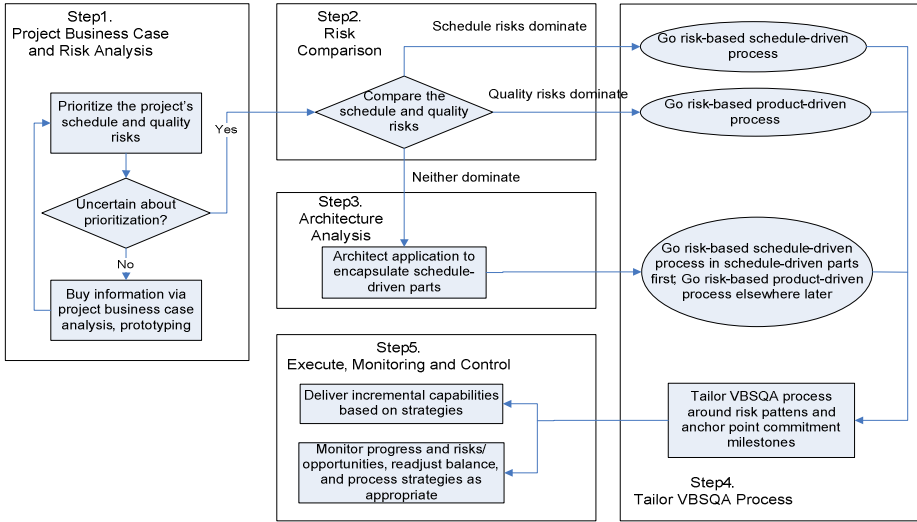 Step1.
Project Business Case
and Risk Analysis
Prioritize the project's
schedule and quality
risks
Uncertain about
prioritization?
Yes
No
Buy information via
project business case
analysis, prototyping
Step2.
Risk
Comparison
Compare the
schedule and quality
risks
Schedule risks dominate
Quality risks dominate
Neither dominate
Step3.
Architecture
Analysis
Architect application to
encapsulate schedule-
driven parts
Go risk-based schedule-driven
process
Go risk-based product-driven
process
Go risk-based schedule-driven
process in schedule-driven parts
first; Go risk-based product-driven
process elsewhere later
Tailor VBSQA process
around risk pattens and
anchor point commitment
milestones
Step4.
Tailor VBSQA Process
Step5.
Execute, Monitoring and Control
Deliver incremental capabilities
based on strategies
Monitor progress and risks/
opportunities, readjust balance,
and process strategies as
appropriate